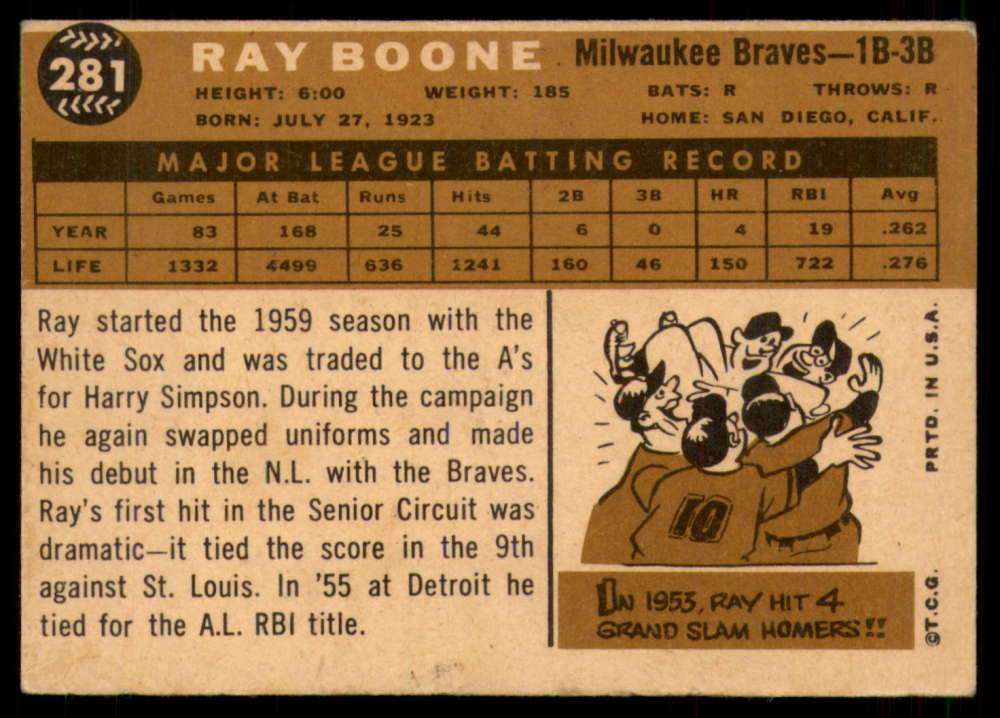 281
RAY BOONE Milwaukee Braves—1B-3B
HEIGHT: 6:00 WEIGHT: 185 BATS: R THROWS: R
BORN: JULY 27, 1923 HOME: SAN DIEGO, CALIF.
MAJOR LEAGUE BATTING RECORD
Games At Bat Runs Hits 2B 3B HR RBI Avg
YEAR 83 168 25 44 6 0 4 19 .262
LIFE 1332 4499 636 1241 160 46 150 722 .276
Ray started the 1959 season with the
White Sox and was traded to the A's
for Harry Simpson. During the campaign
he again swapped uniforms and made
his debut in the N.L. with the Braves.
Ray's first hit in the Senior Circuit was
dramatic—it tied the score in the 9th
against St. Louis. In '55 at Detroit he
tied for the A.L. RBI title.
10
ON 1953, RAY HIT 4
GRAND SLAM HOMERS!!
©T.C.G. PRTD. IN U.S.A.